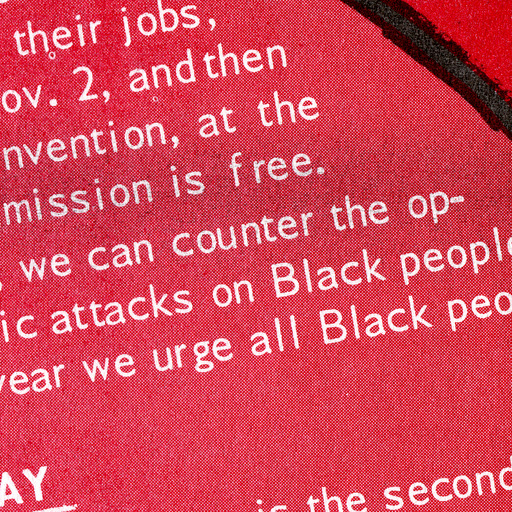 their jobs,
ov. 2, and then
nvention, at the
mission is free.
, we can counter the op-
ic attacks on Black people
year we urge all Black peo
AY
is the second